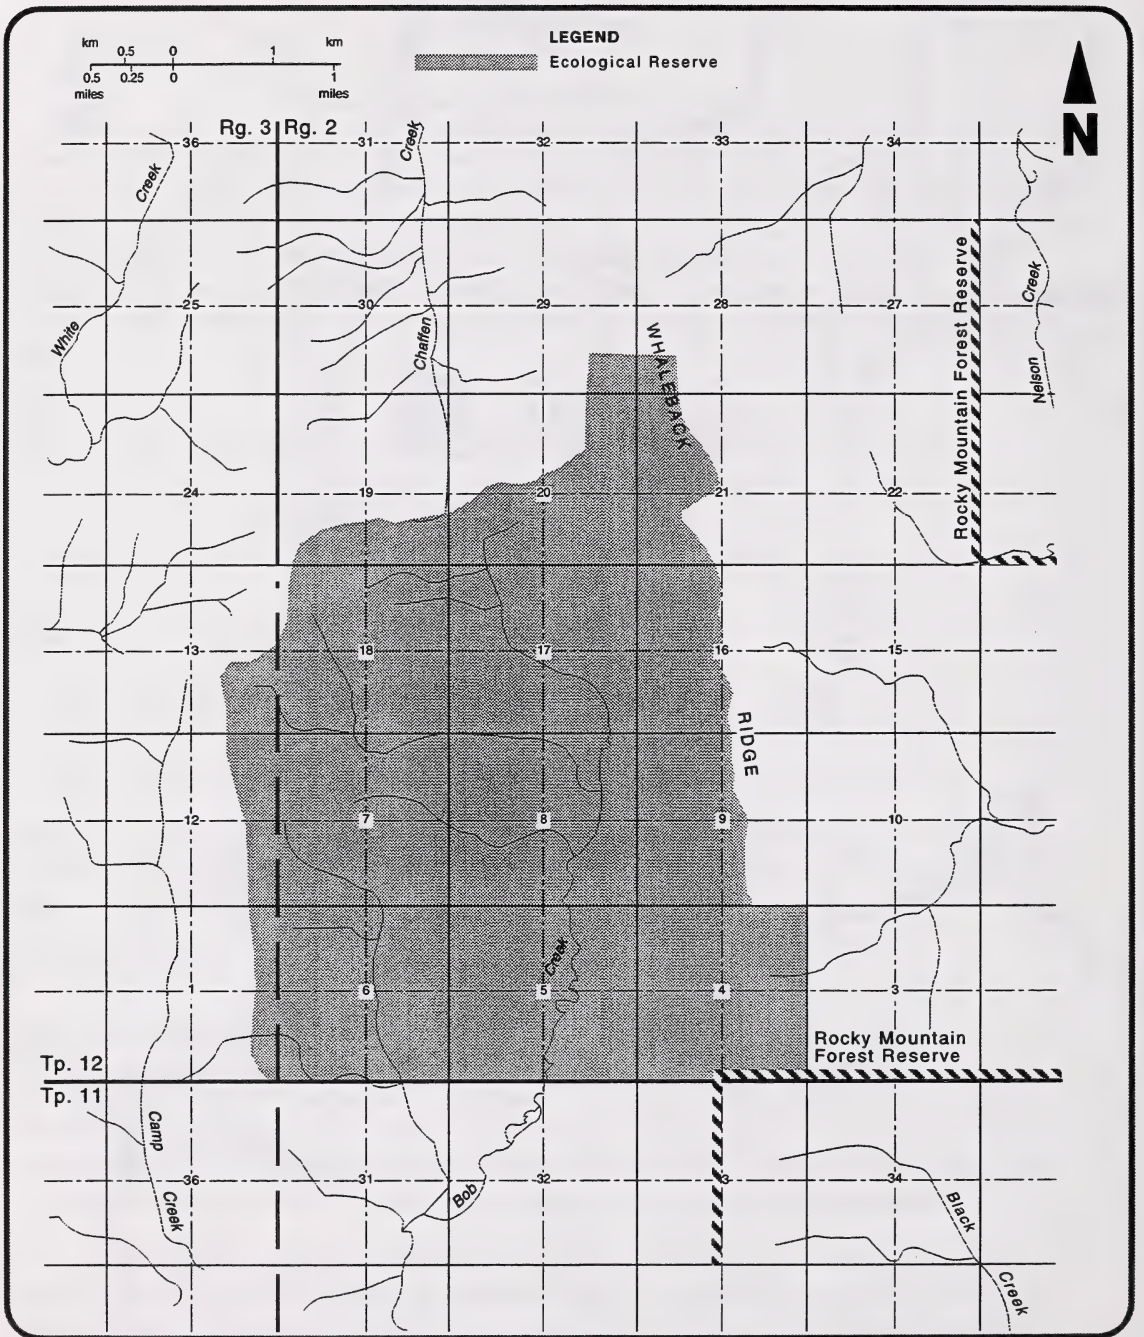 LEGEND
km 0.5 0 1 km
0.5 0.25 0 1
miles miles
Ecological Reserve
N
Rg. 3 Rg. 2
36 31 32 33 34
Creek
Creek
Rocky Mountain Forest Reserve
Creek
25 30 29 28 27
White
Chaffen
WHALEBACK
Nelson
24 19 20 21 22
13 18 17 16 15
RIDGE
12 7 8 9 10
Creek
1 6 5 4 3
Rocky Mountain
Forest Reserve
Tp. 12
Tp. 11
Camp
36 31 32 34
Creek
Bob
Black
Creek